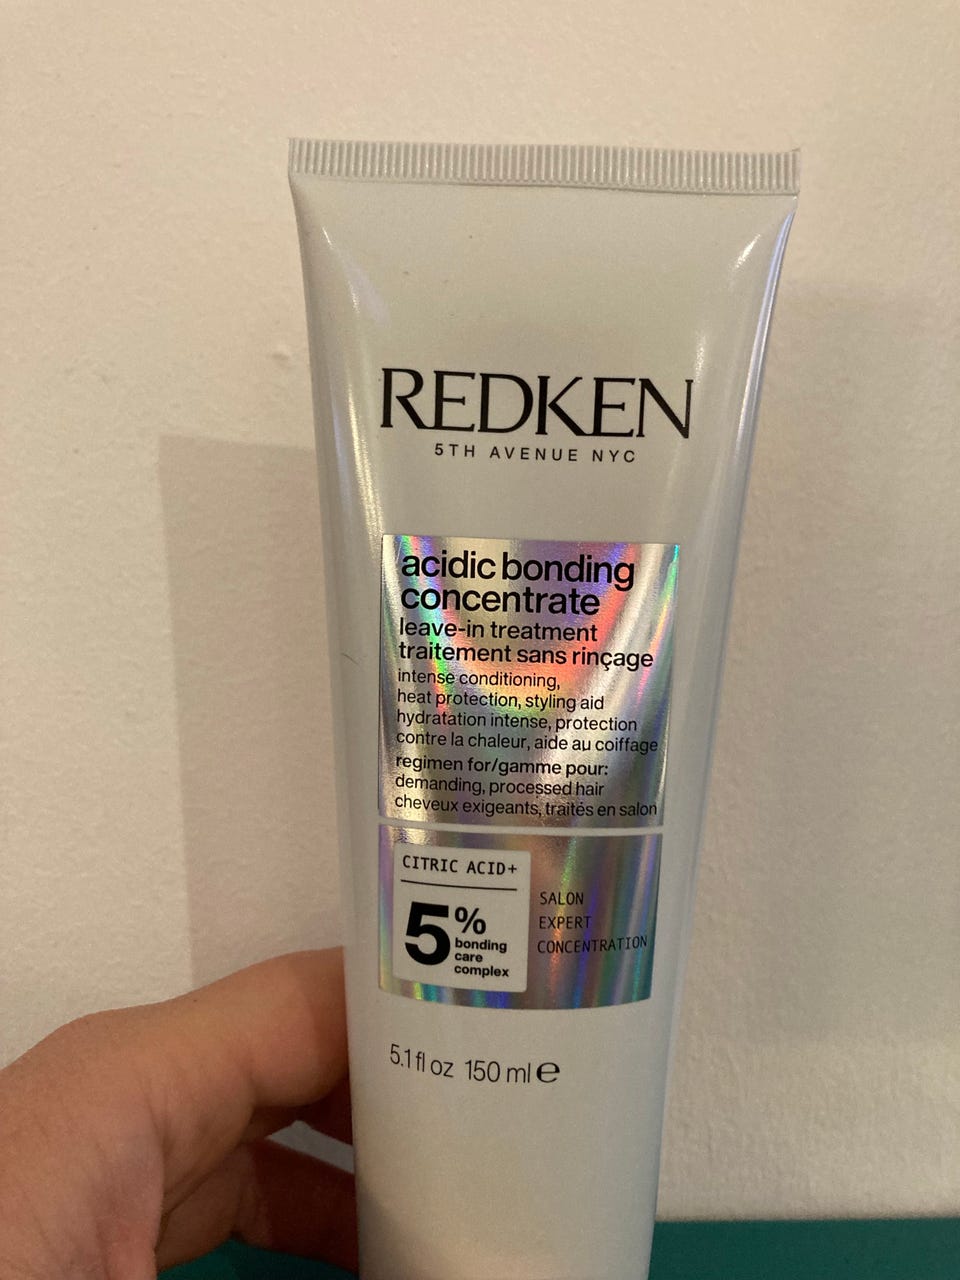 REDKEN
5TH AVENUE NYC
acidic bonding
concentrate
leave-in treatment
traitement sans rinçage
intense conditioning,
heat protection, styling aid
hydratation intense, protection
contre la chaleur, aide au coiffage
regimen for/gamme pour:
demanding, processed hair
cheveux exigeants, traités en salon
CITRIC ACID+
5%
bonding
care
complex
SALON
EXPERT
CONCENTRATION
5.1 fl oz 150 ml ℮